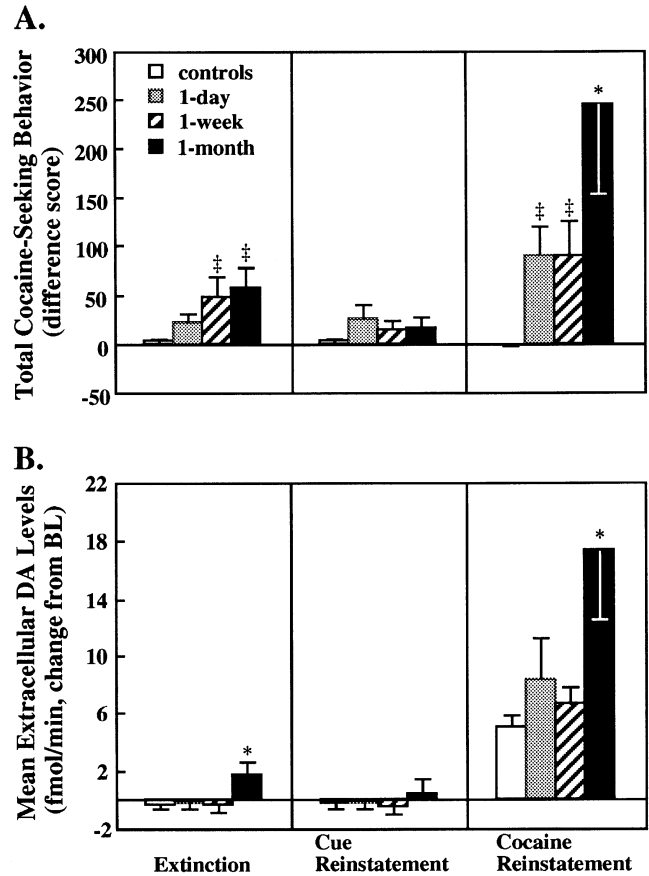 A.
Total Cocaine-Seeking Behavior
(difference score)
300
250
200
150
100
50
0
-50
controls
1-day
1-week
1-month
‡
‡
‡
‡
*
B.
Mean Extracellular DA Levels
(fmol/min, change from BL)
22
18
14
10
6
2
-2
*
*
Extinction
Cue
Reinstatement
Cocaine
Reinstatement